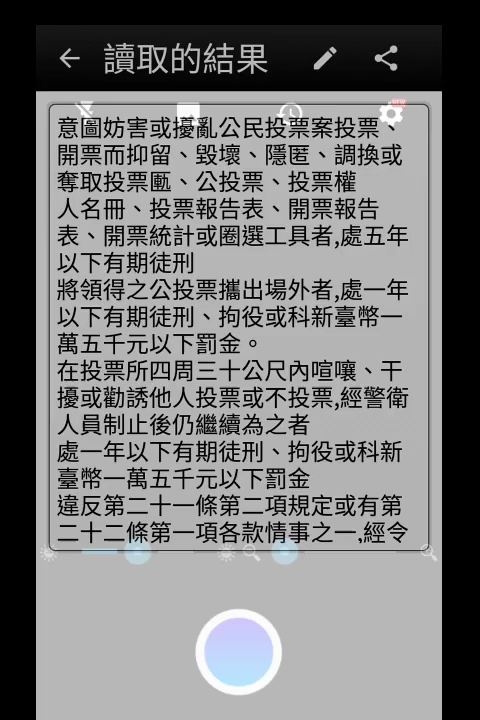 讀取的結果
NEW
意圖妨害或擾亂公民投票案投票、
開票而抑留、毀壞、隱匿、調換或
奪取投票匭、公投票、投票權
人名冊、投票報告表、開票報告
表、開票統計或圈選工具者,處五年
以下有期徒刑
將領得之公投票攜出場外者,處一年
以下有期徒刑、拘役或科新臺幣一
萬五千元以下罰金。
在投票所四周三十公尺內喧嚷、干
擾或勸誘他人投票或不投票,經警衛
人員制止後仍繼續為之者
處一年以下有期徒刑、拘役或科新
臺幣一萬五千元以下罰金
違反第二十一條第二項規定或有第
二十二條第一項各款情事之一,經令